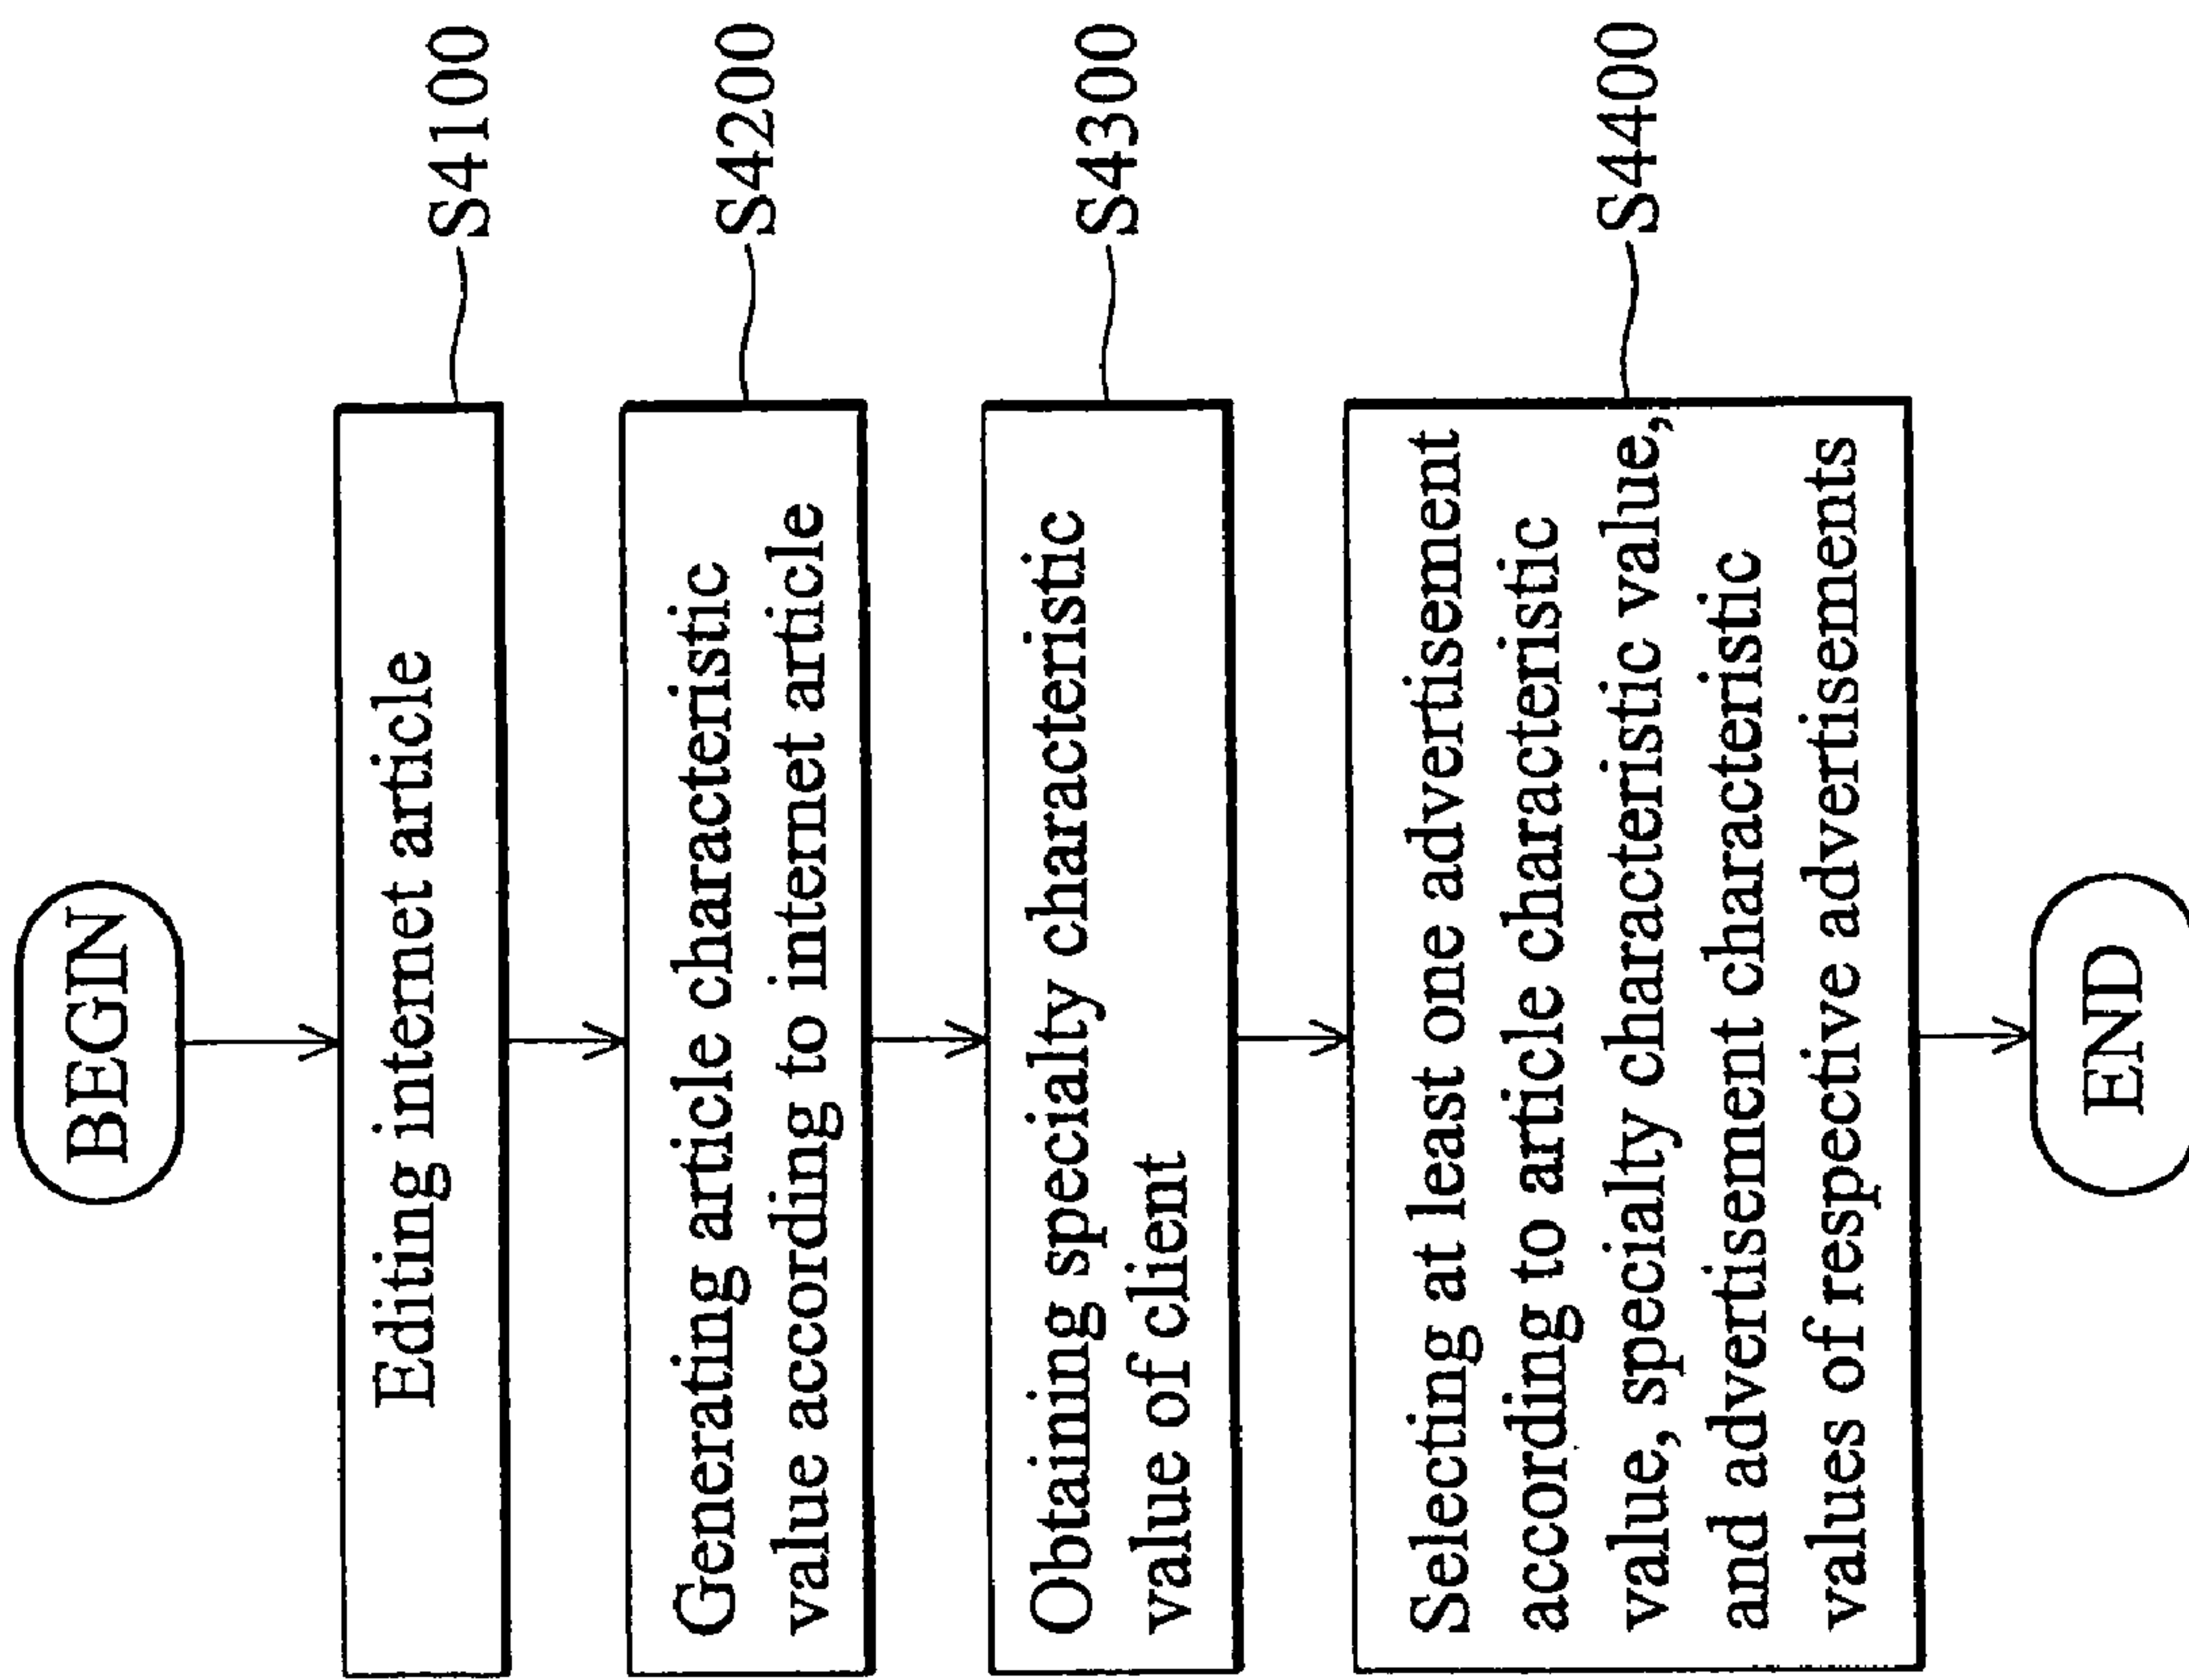 BEGIN
Editing internet article
S4100
Generating article characteristic
value according to internet article
S4200
Obtaining specialty characteristic
value of client
S4300
Selecting at least one advertisement
according to article characteristic
value, specialty characteristic value,
and advertisement characteristic
values of respective advertisements
S4400
END